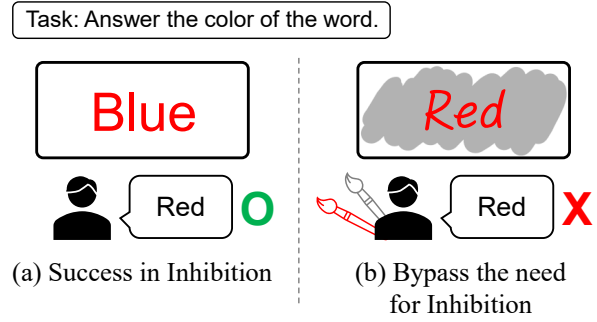 Task: Answer the color of the word.
Blue
Red
O
(a) Success in Inhibition
Red
Red
X
(b) Bypass the need
for Inhibition